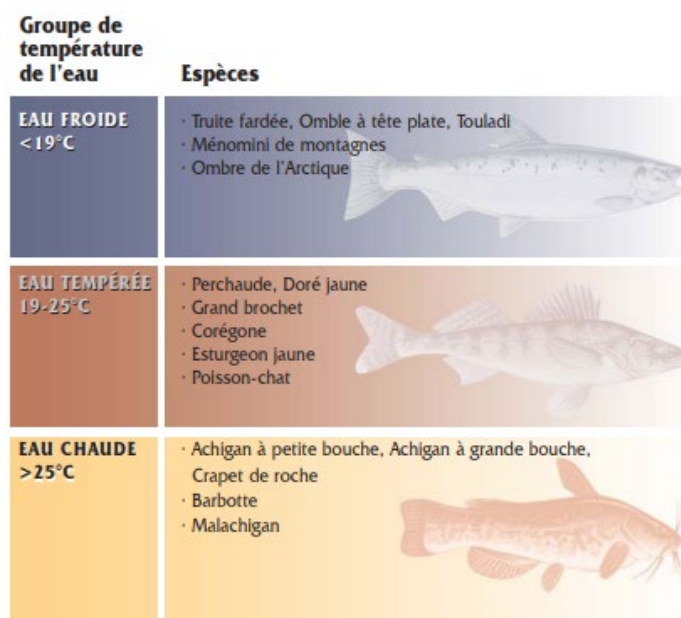 Groupe de
température
de l'eau
Espèces
EAU FROIDE
<19°C
· Truite fardée, Omble à tête plate, Touladi
· Ménomini de montagnes
· Ombre de l'Arctique
EAU TEMPÉRÉE
19-25°C
· Perchaude, Doré jaune
· Grand brochet
· Corégone
· Esturgeon jaune
· Poisson-chat
EAU CHAUDE
>25°C
· Achigan à petite bouche, Achigan à grande bouche,
Crapet de roche
· Barbotte
· Malachigan